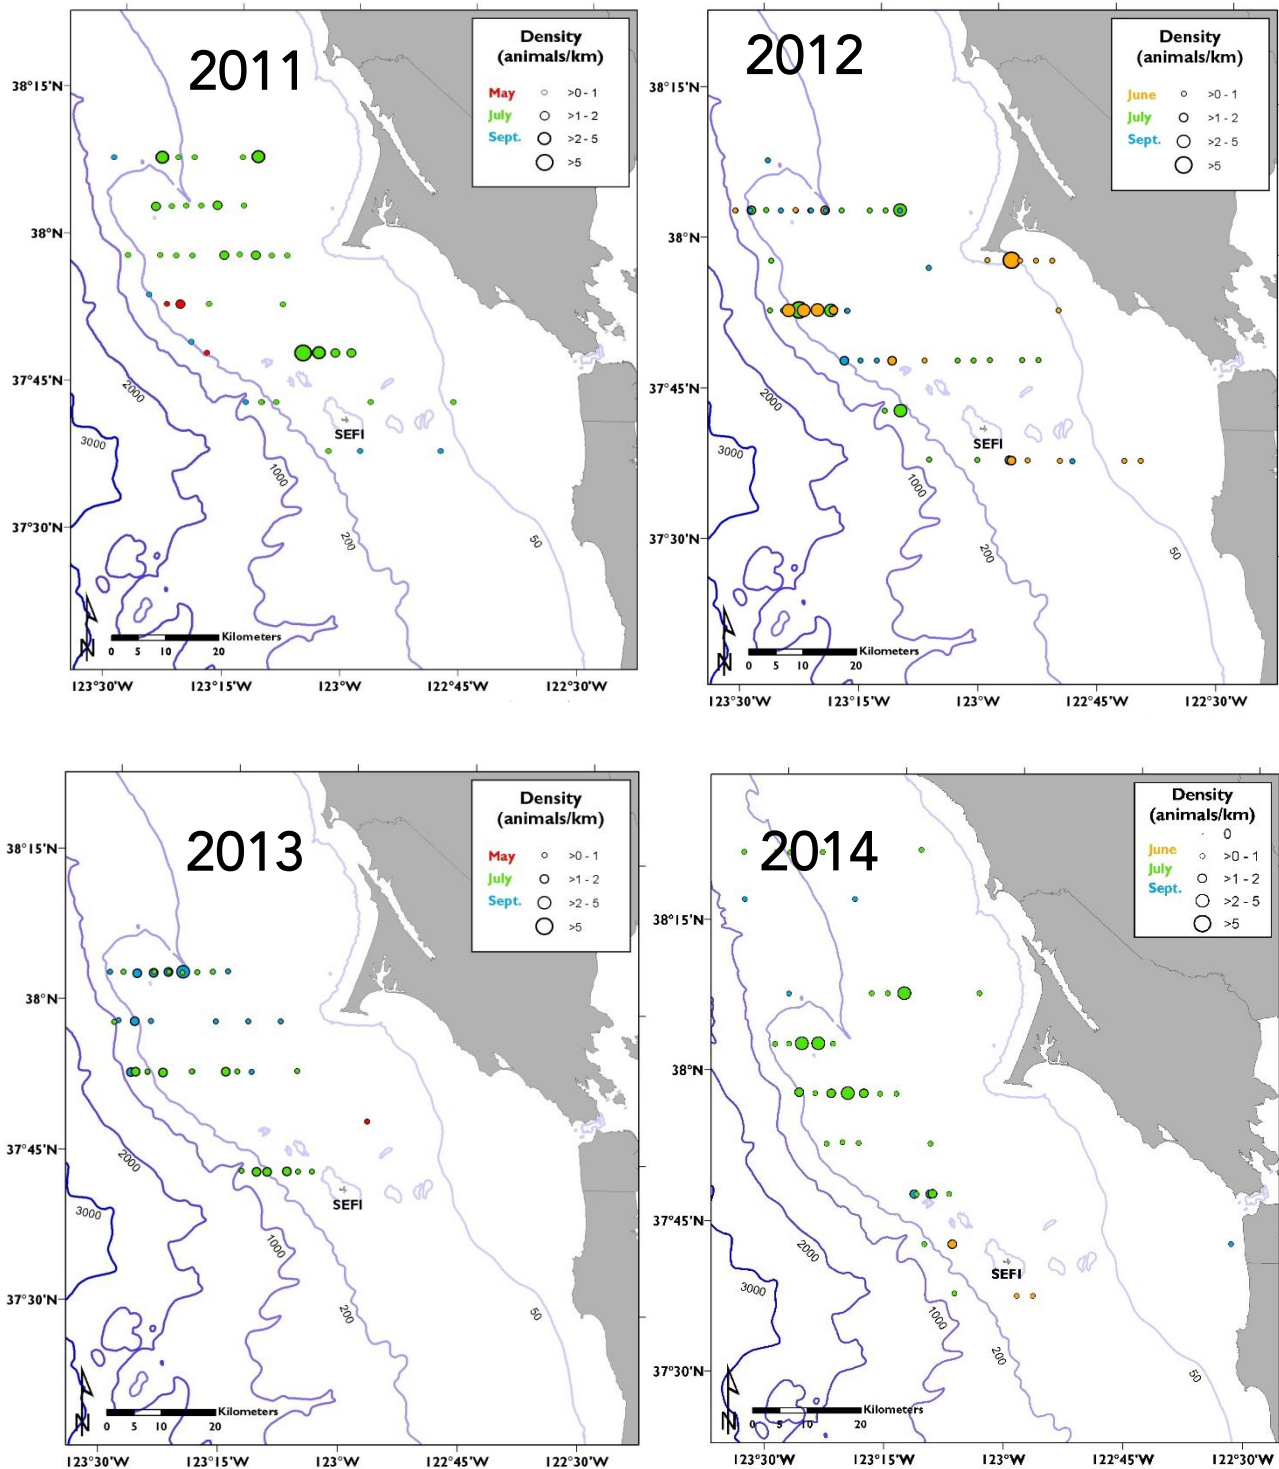 2011
Density
(animals/km)
May >0 - 1
July >1 - 2
Sept. >2 - 5
>5
38°15'N
38°N
37°45'N
37°30'N
2000
3000
1000
200
50
SEFI
N
Kilometers
0 5 10 20
123°30'W 123°15'W 123°W 122°45'W 122°30'W
2012
Density
(animals/km)
June >0 - 1
July >1 - 2
Sept. >2 - 5
>5
38°15'N
38°N
37°45'N
37°30'N
2000
3000
1000
200
50
SEFI
N
Kilometers
0 5 10 20
123°30'W 123°15'W 123°W 122°45'W 122°30'W
2013
Density
(animals/km)
May >0 - 1
July >1 - 2
Sept. >2 - 5
>5
38°15'N
38°N
37°45'N
37°30'N
2000
3000
1000
200
50
SEFI
N
Kilometers
0 5 10 20
123°30'W 123°15'W 123°W 122°45'W 122°30'W
2014
Density
(animals/km)
0
June >0 - 1
July >1 - 2
Sept. >2 - 5
>5
38°15'N
38°N
37°45'N
37°30'N
2000
3000
1000
200
50
SEFI
N
Kilometers
0 5 10 20
123°30'W 123°15'W 123°W 122°45'W 122°30'W